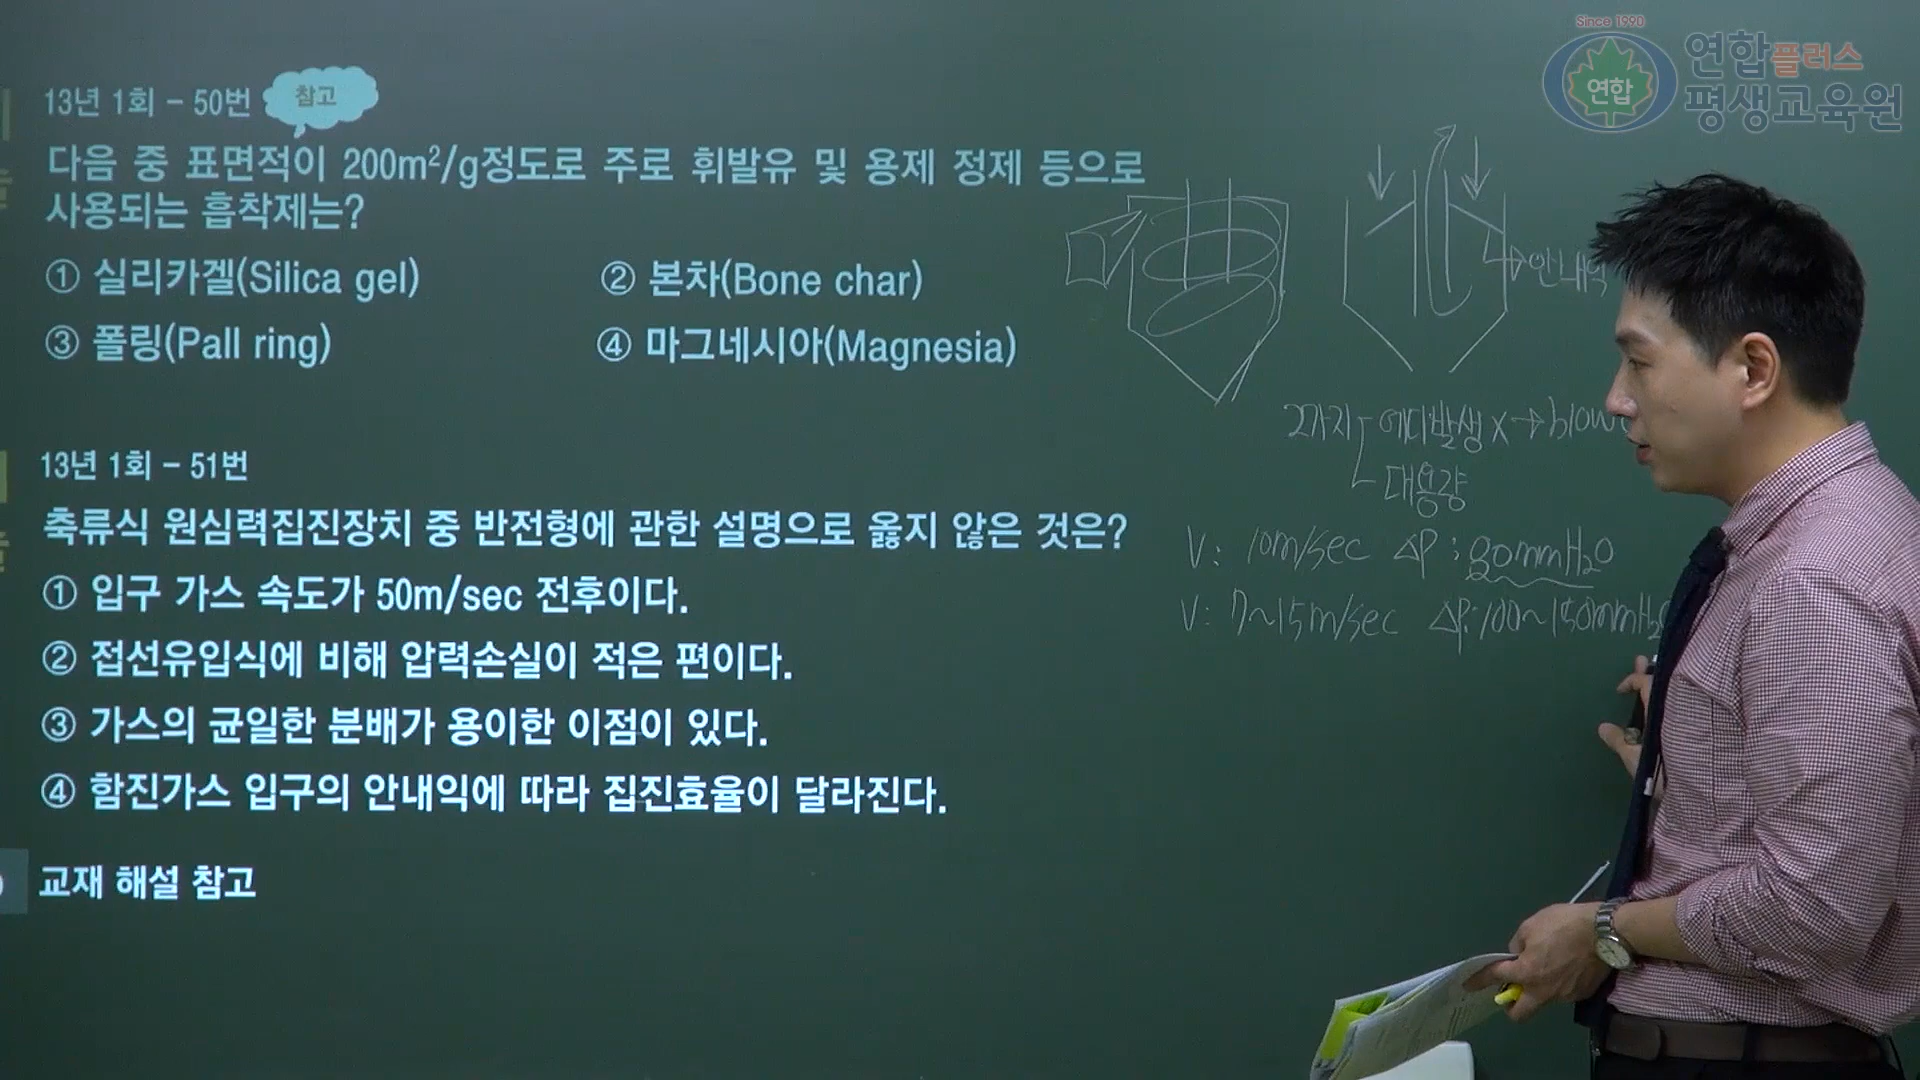 Since 1990
연합플러스
평생교육원
연합
13년 1회 - 50번
참고
다음 중 표면적이 200m²/g정도로 주로 휘발유 및 용제 정제 등으로
사용되는 흡착제는?
① 실리카겔(Silica gel)
② 본차(Bone char)
③ 폴링(Pall ring)
④ 마그네시아(Magnesia)
13년 1회 - 51번
축류식 원심력집진장치 중 반전형에 관한 설명으로 옳지 않은 것은?
① 입구 가스 속도가 50m/sec 전후이다.
② 접선유입식에 비해 압력손실이 적은 편이다.
③ 가스의 균일한 분배가 용이한 이점이 있다.
④ 함진가스 입구의 안내익에 따라 집진효율이 달라진다.
교재 해설 참고
안내익
2가지 에디발생 x → blow
대용량
V : 10m/sec ΔP : 80mmH₂O
V : 7~15m/sec ΔP : 100~150mmH₂O